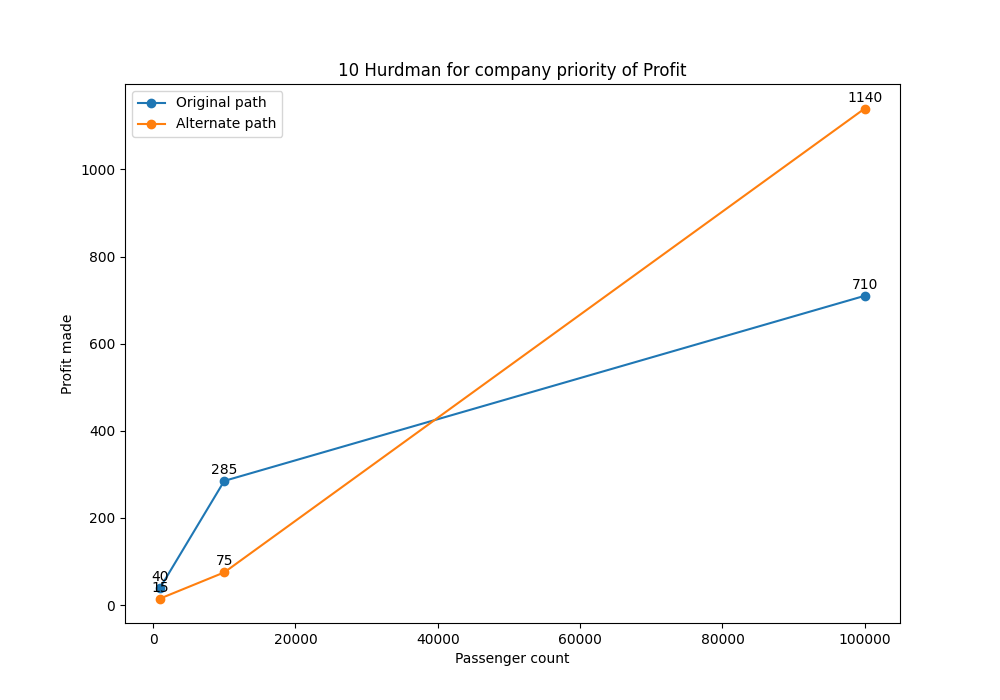 10 Hurdman for company priority of Profit
Original path
Alternate path
1140
1000
800
710
600
400
285
200
75
40
15
0
Profit made
0 20000 40000 60000 80000 100000
Passenger count